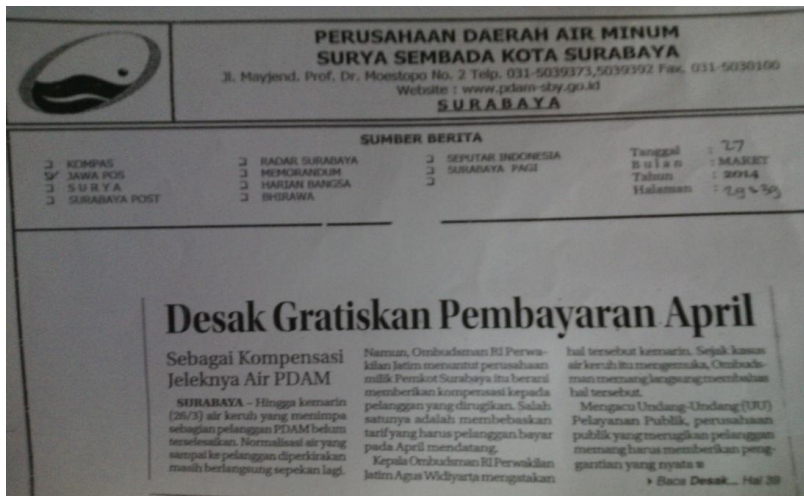 PERUSAHAAN DAERAH AIR MINUM
SURYA SEMBADA KOTA SURABAYA
Jl. Mayjend. Prof. Dr. Moestopo No. 2 Telp. 031-5039373,5039392 Fax. 031-5030100
Website : www.pdam-sby.go.id
SURABAYA
SUMBER BERITA
KOMPAS
JAWA POS
SURYA
SURABAYA POST
RADAR SURABAYA
MEMORANDUM
HARIAN BANGSA
BHIRAWA
SEPUTAR INDONESIA
SURABAYA PAGI
Tanggal : 27
Bulan : MARET
Tahun : 2014
Halaman : 29 & 39
Desak Gratiskan Pembayaran April
Sebagai Kompensasi
Jeleknya Air PDAM
SURABAYA – Hingga kemarin
(26/3) air keruh yang menimpa
sebagian pelanggan PDAM belum
terselesaikan. Normalisasi air yang
sampai ke pelanggan diperkirakan
masih berlangsung sepekan lagi.
Namun, Ombudsman RI Perwa-
kilan Jatim menuntut perusahaan
milik Pemkot Surabaya itu berani
memberikan kompensasi kepada
pelanggan yang dirugikan. Salah
satunya adalah membebaskan
tarif yang harus pelanggan bayar
pada April mendatang.
Kepala Ombudsman RI Perwakilan
Jatim Agus Widiyarta mengatakan
hal tersebut kemarin. Sejak kasus
air keruh itu mengemuka, Ombuds-
man memang langsung membahas
hal tersebut.
Mengacu Undang-Undang (UU)
Pelayanan Publik, perusahaan
publik yang merugikan pelanggan
memang harus memberikan peng-
gantian yang nyata
Baca Desak... Hal 39